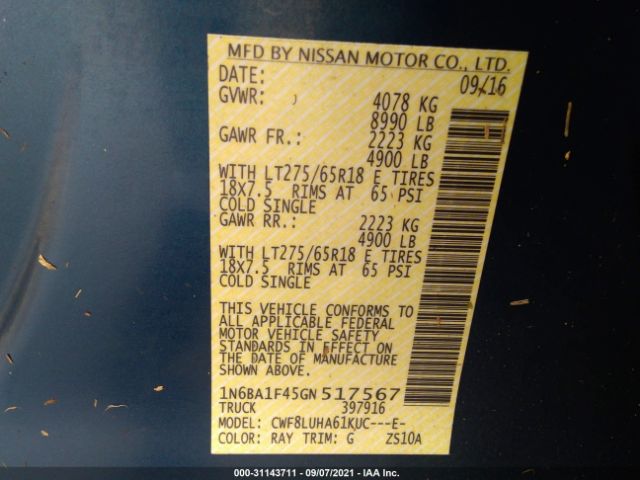 MFD BY NISSAN MOTOR CO., LTD.
DATE: 09/16
GVWR: 4078 KG
8990 LB
GAWR FR.: 2223 KG
4900 LB
WITH LT275/65R18 E TIRES
18X7.5 RIMS AT 65 PSI
COLD SINGLE
GAWR RR.: 2223 KG
4900 LB
WITH LT275/65R18 E TIRES
18X7.5 RIMS AT 65 PSI
COLD SINGLE
THIS VEHICLE CONFORMS TO
ALL APPLICABLE FEDERAL
MOTOR VEHICLE SAFETY
STANDARDS IN EFFECT ON
THE DATE OF MANUFACTURE
SHOWN ABOVE.
1N6BA1F45GN517567
TRUCK 397916
MODEL: CWF8LUHA61KUC---E-
COLOR: RAY TRIM: G ZS10A
000-31143711 - 09/07/2021 - IAA Inc.